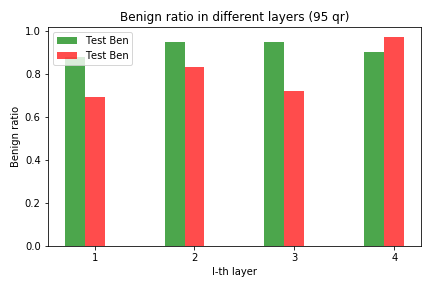 Benign ratio in different layers (95 qr)
Test Ben
Test Ben
Benign ratio
1.0
0.8
0.6
0.4
0.2
0.0
1 2 3 4
l-th layer